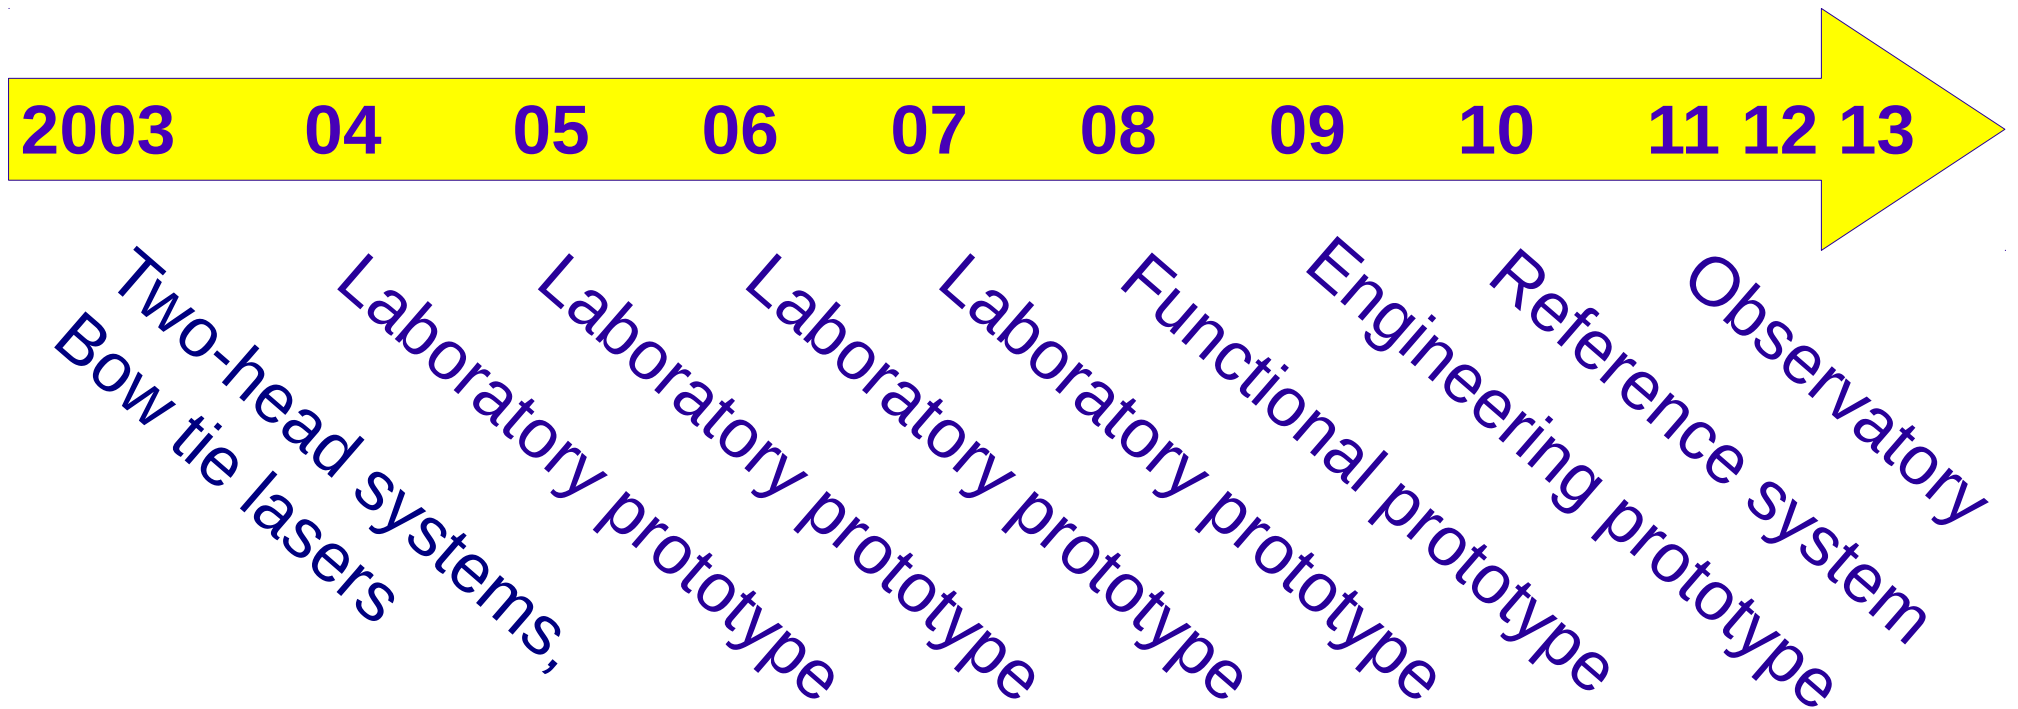 2003 04 05 06 07 08 09 10 11 12 13
Two-head systems,
Bow tie lasers
Laboratory prototype
Laboratory prototype
Laboratory prototype
Laboratory prototype
Functional prototype
Engineering prototype
Reference system
Observatory